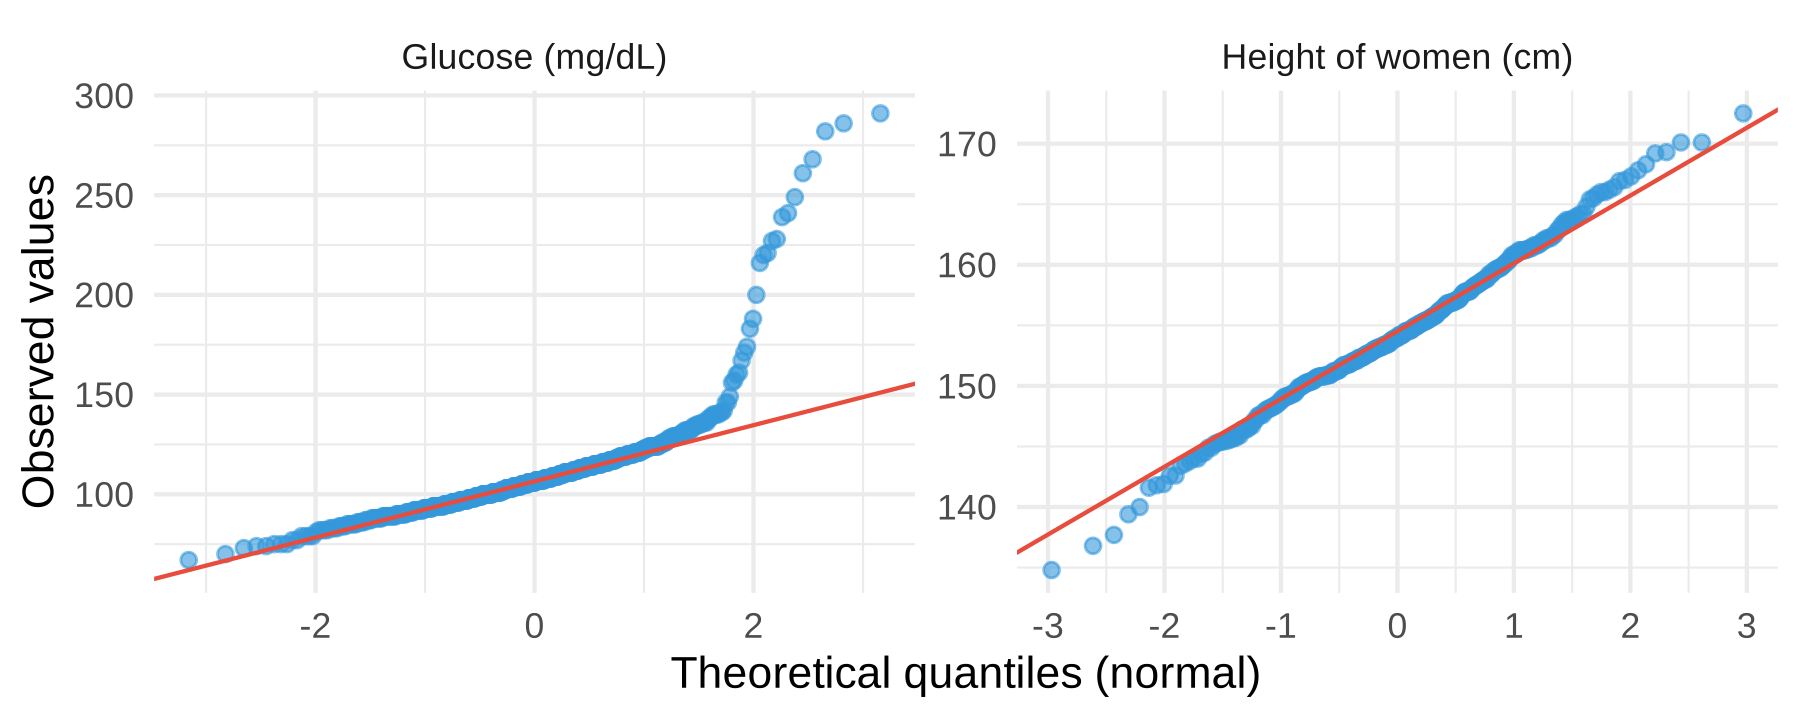 Glucose (mg/dL)
Height of women (cm)
Observed values
300
250
200
150
100
170
160
150
140
-2 0 2
-3 -2 -1 0 1 2 3
Theoretical quantiles (normal)